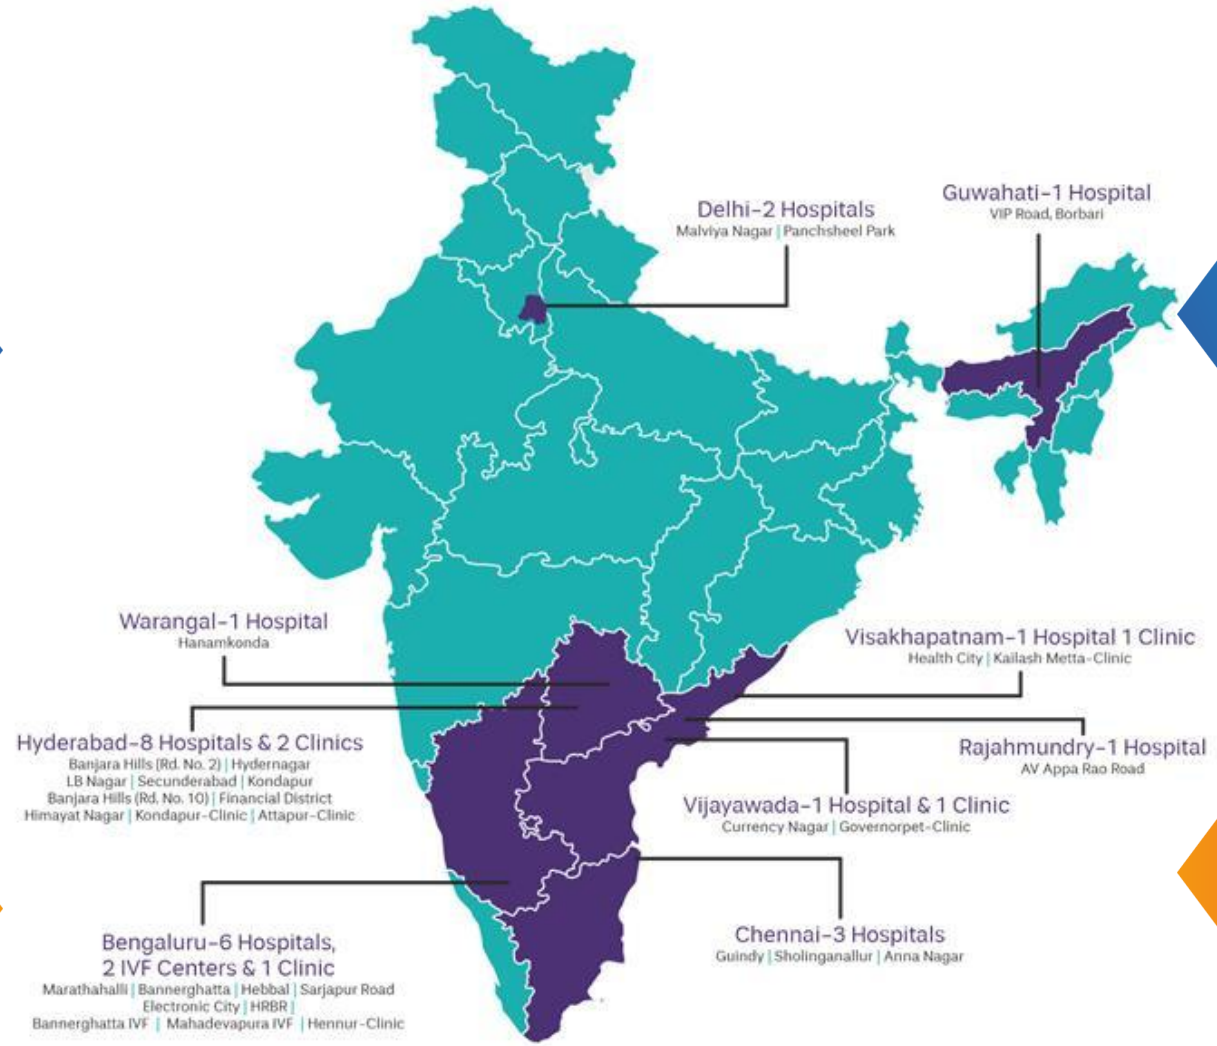 Delhi-2 Hospitals
Malviya Nagar | Panchsheel Park
Guwahati-1 Hospital
VIP Road, Borbari
Warangal-1 Hospital
Hanamkonda
Visakhapatnam-1 Hospital 1 Clinic
Health City | Kailash Metta-Clinic
Hyderabad-8 Hospitals & 2 Clinics
Banjara Hills (Rd. No. 2) | Hydernagar
LB Nagar | Secunderabad | Kondapur
Banjara Hills (Rd. No. 10) | Financial District
Himayat Nagar | Kondapur-Clinic | Attapur-Clinic
Rajahmundry-1 Hospital
AV Appa Rao Road
Vijayawada-1 Hospital & 1 Clinic
Currency Nagar | Governorpet-Clinic
Bengaluru-6 Hospitals,
2 IVF Centers & 1 Clinic
Marathahalli | Bannerghatta | Hebbal | Sarjapur Road
Electronic City | HRBR |
Bannerghatta IVF | Mahadevapura IVF | Hennur-Clinic
Chennai-3 Hospitals
Guindy | Sholinganallur | Anna Nagar